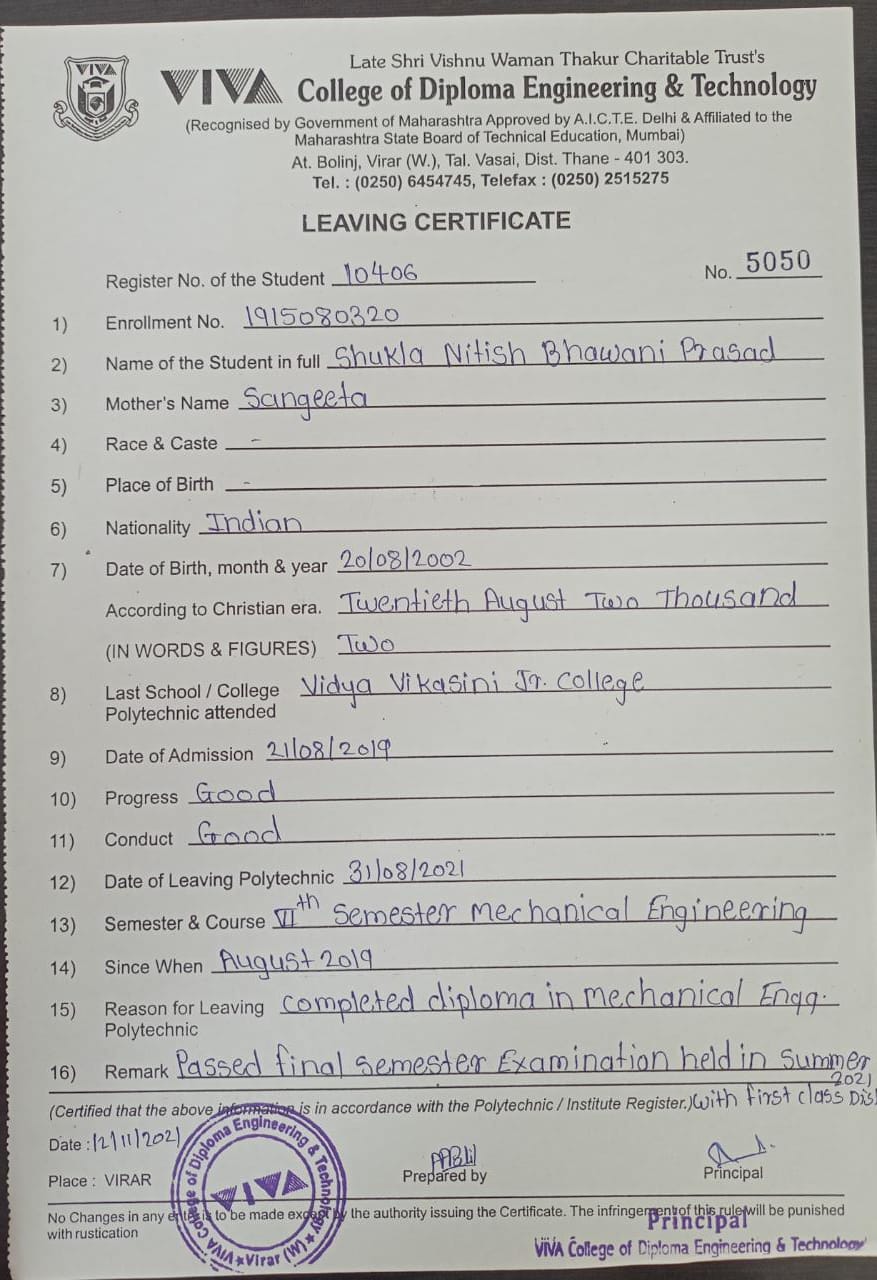 VIVA
Late Shri Vishnu Waman Thakur Charitable Trust's
VIVA College of Diploma Engineering & Technology
(Recognised by Government of Maharashtra Approved by A.I.C.T.E. Delhi & Affiliated to the
Maharashtra State Board of Technical Education, Mumbai)
At. Bolinj, Virar (W.), Tal. Vasai, Dist. Thane - 401 303.
Tel. : (0250) 6454745, Telefax : (0250) 2515275
LEAVING CERTIFICATE
Register No. of the Student 10406 No. 5050
1) Enrollment No. 1915080320
2) Name of the Student in full Shukla Nitish Bhawani Prasad
3) Mother's Name Sangeeta
4) Race & Caste -
5) Place of Birth -
6) Nationality Indian
7) Date of Birth, month & year 20/08/2002
According to Christian era. Twentieth August Two Thousand
(IN WORDS & FIGURES) Two
8) Last School / College Vidya Vikasini Jr. College
Polytechnic attended
9) Date of Admission 21/08/2019
10) Progress Good
11) Conduct Good
12) Date of Leaving Polytechnic 31/08/2021
13) Semester & Course VIth Semester Mechanical Engineering
14) Since When August 2019
15) Reason for Leaving completed diploma in mechanical Engg.
Polytechnic
16) Remark Passed final semester Examination held in summer
2021
(Certified that the above information is in accordance with the Polytechnic / Institute Register.) with first class Dist
Date : 12/11/2021
Place : VIRAR
Prepared by
Principal
VIVA College of Diploma Engineering & Technology
VIVA
Virar (W)
No Changes in any entry is to be made except by the authority issuing the Certificate. The infringement of this rule will be punished
with rustication
Principal
VIVA College of Diploma Engineering & Technology